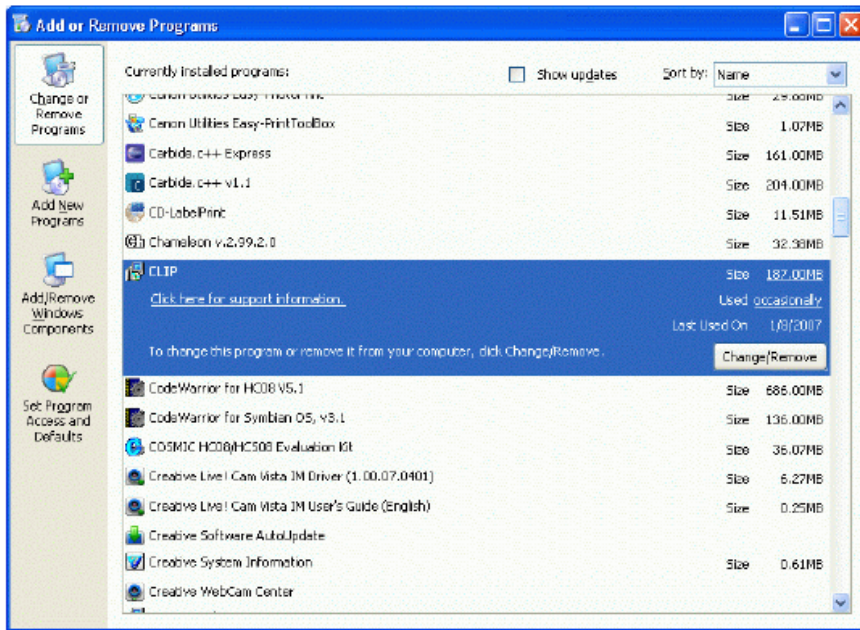 Add or Remove Programs
Change or
Remove
Programs
Add New
Programs
Add/Remove
Windows
Components
Set Program
Access and
Defaults
Currently installed programs:
Show updates
Sort by: Name
Size 29.88MB
Canon Utilities Easy-PrintToolBox Size 1.07MB
Carbide.c++ Express Size 161.00MB
Carbide.c++ v1.1 Size 204.00MB
CD-LabelPrint Size 11.51MB
Chameleon v.2.99.2.0 Size 32.38MB
CLIP Size 187.00MB
Click here for support information. Used occasionally
Last Used On 1/8/2007
To change this program or remove it from your computer, click Change/Remove. Change/Remove
CodeWarrior for HC08 V5.1 Size 686.00MB
CodeWarrior for Symbian OS, v3.1 Size 136.00MB
COSMIC HC08/HCS08 Evaluation Kit Size 36.07MB
Creative Live! Cam Vista IM Driver (1.00.07.0401) Size 6.27MB
Creative Live! Cam Vista IM User's Guide (English) Size 0.25MB
Creative Software AutoUpdate
Creative System Information Size 0.61MB
Creative WebCam Center